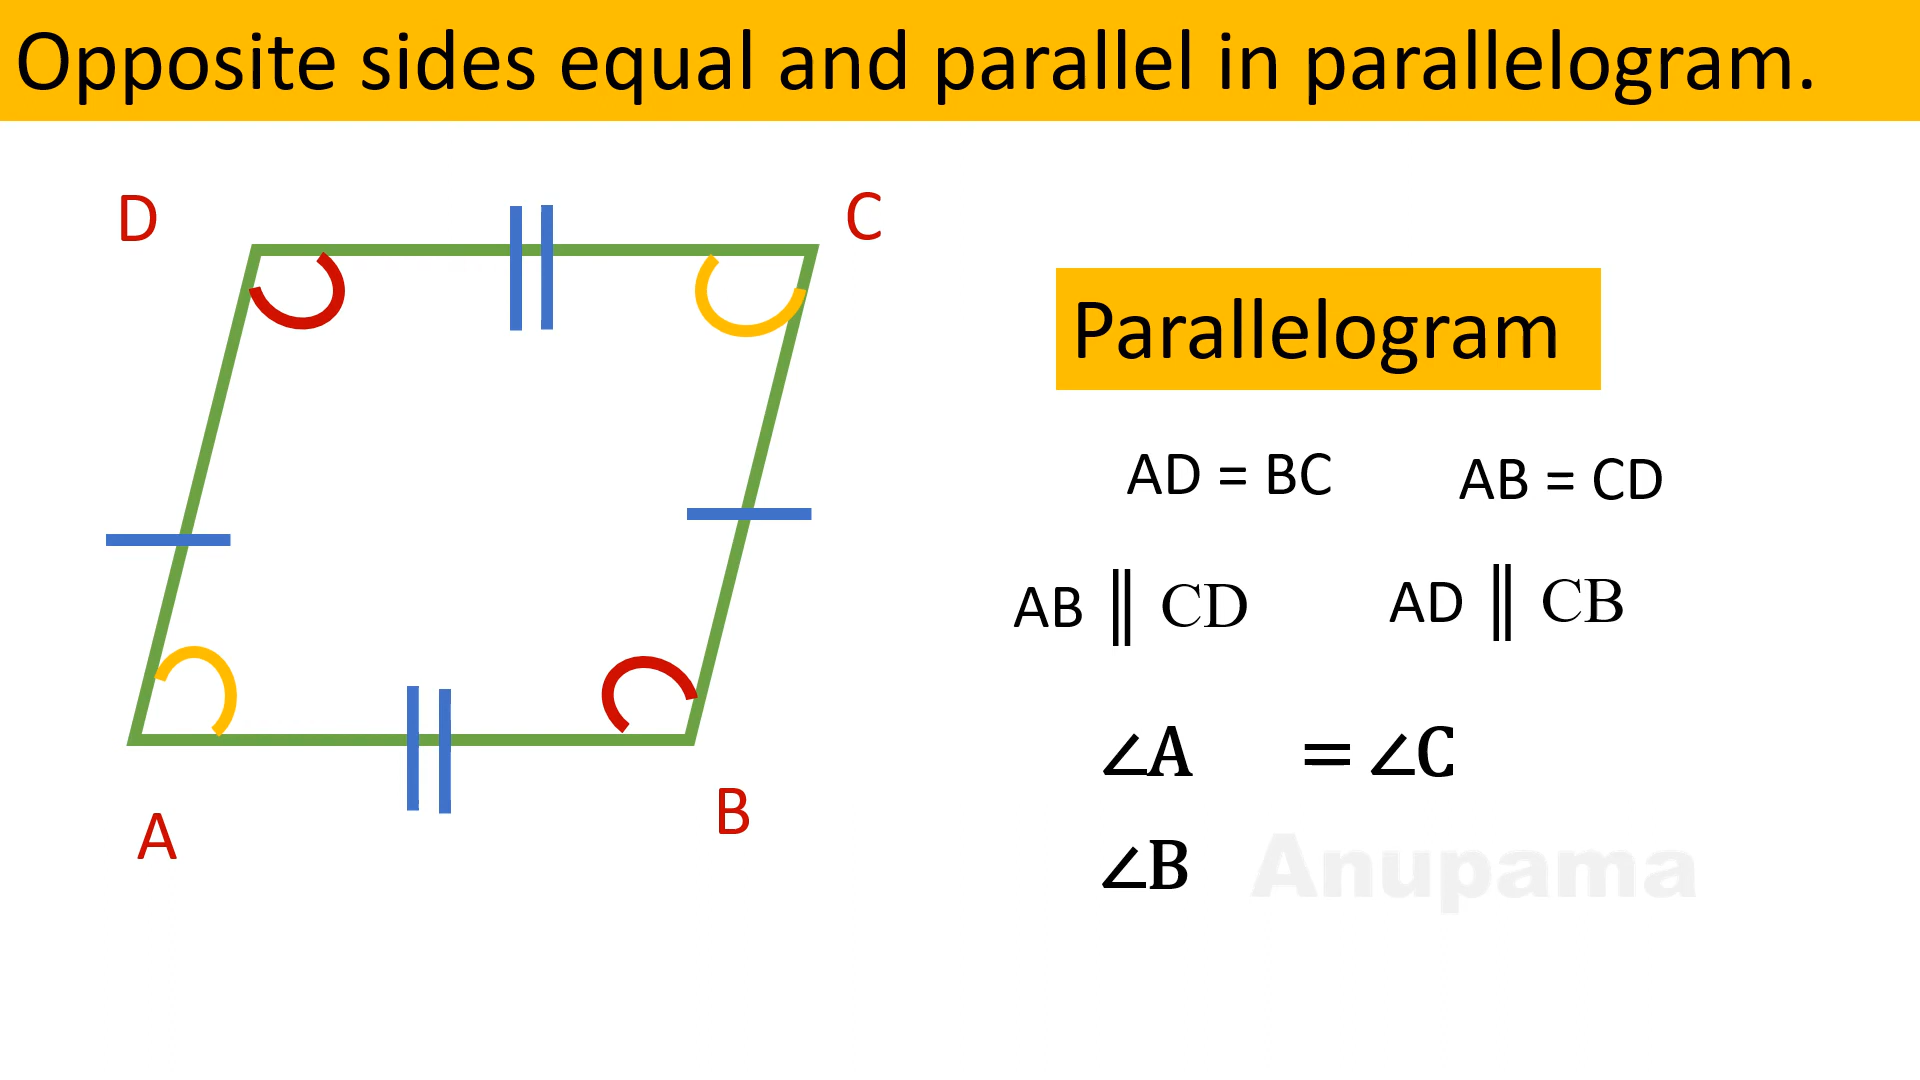 Opposite sides equal and parallel in parallelogram.
D C
Parallelogram
AD = BC AB = CD
AB ∥ CD AD ∥ CB
∠A = ∠C
A B
∠B
Anupama